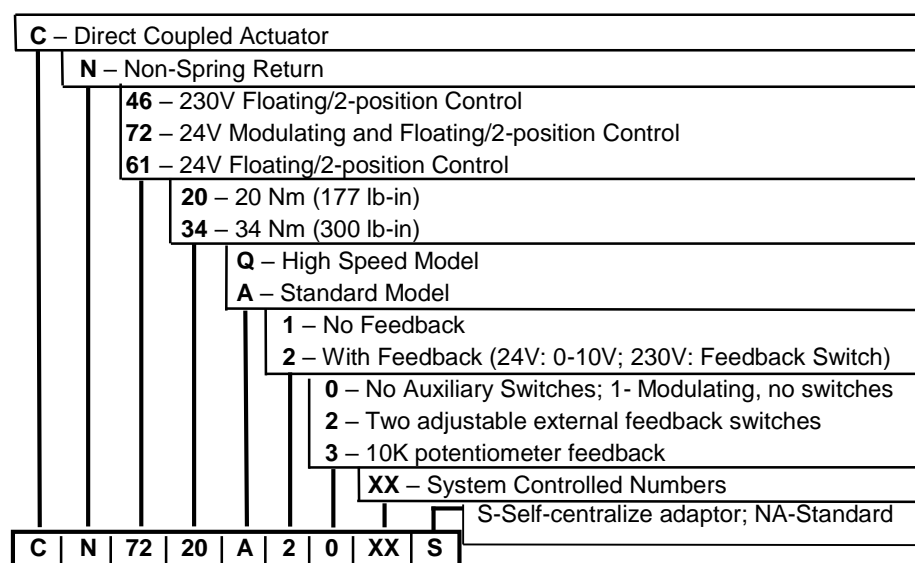 C – Direct Coupled Actuator
N – Non-Spring Return
46 – 230V Floating/2-position Control
72 – 24V Modulating and Floating/2-position Control
61 – 24V Floating/2-position Control
20 – 20 Nm (177 lb-in)
34 – 34 Nm (300 lb-in)
Q – High Speed Model
A – Standard Model
1 – No Feedback
2 – With Feedback (24V: 0-10V; 230V: Feedback Switch)
0 – No Auxiliary Switches; 1- Modulating, no switches
2 – Two adjustable external feedback switches
3 – 10K potentiometer feedback
XX – System Controlled Numbers
S-Self-centralize adaptor; NA-Standard
C | N | 72 | 20 | A | 2 | 0 | XX | S